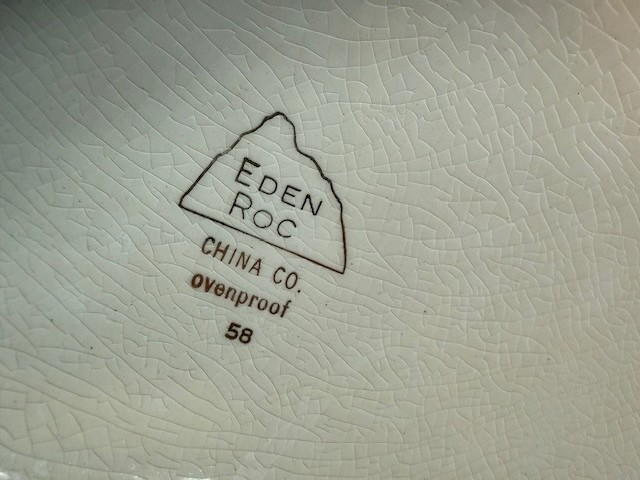 EDEN
ROC
CHINA CO.
ovenproof
58